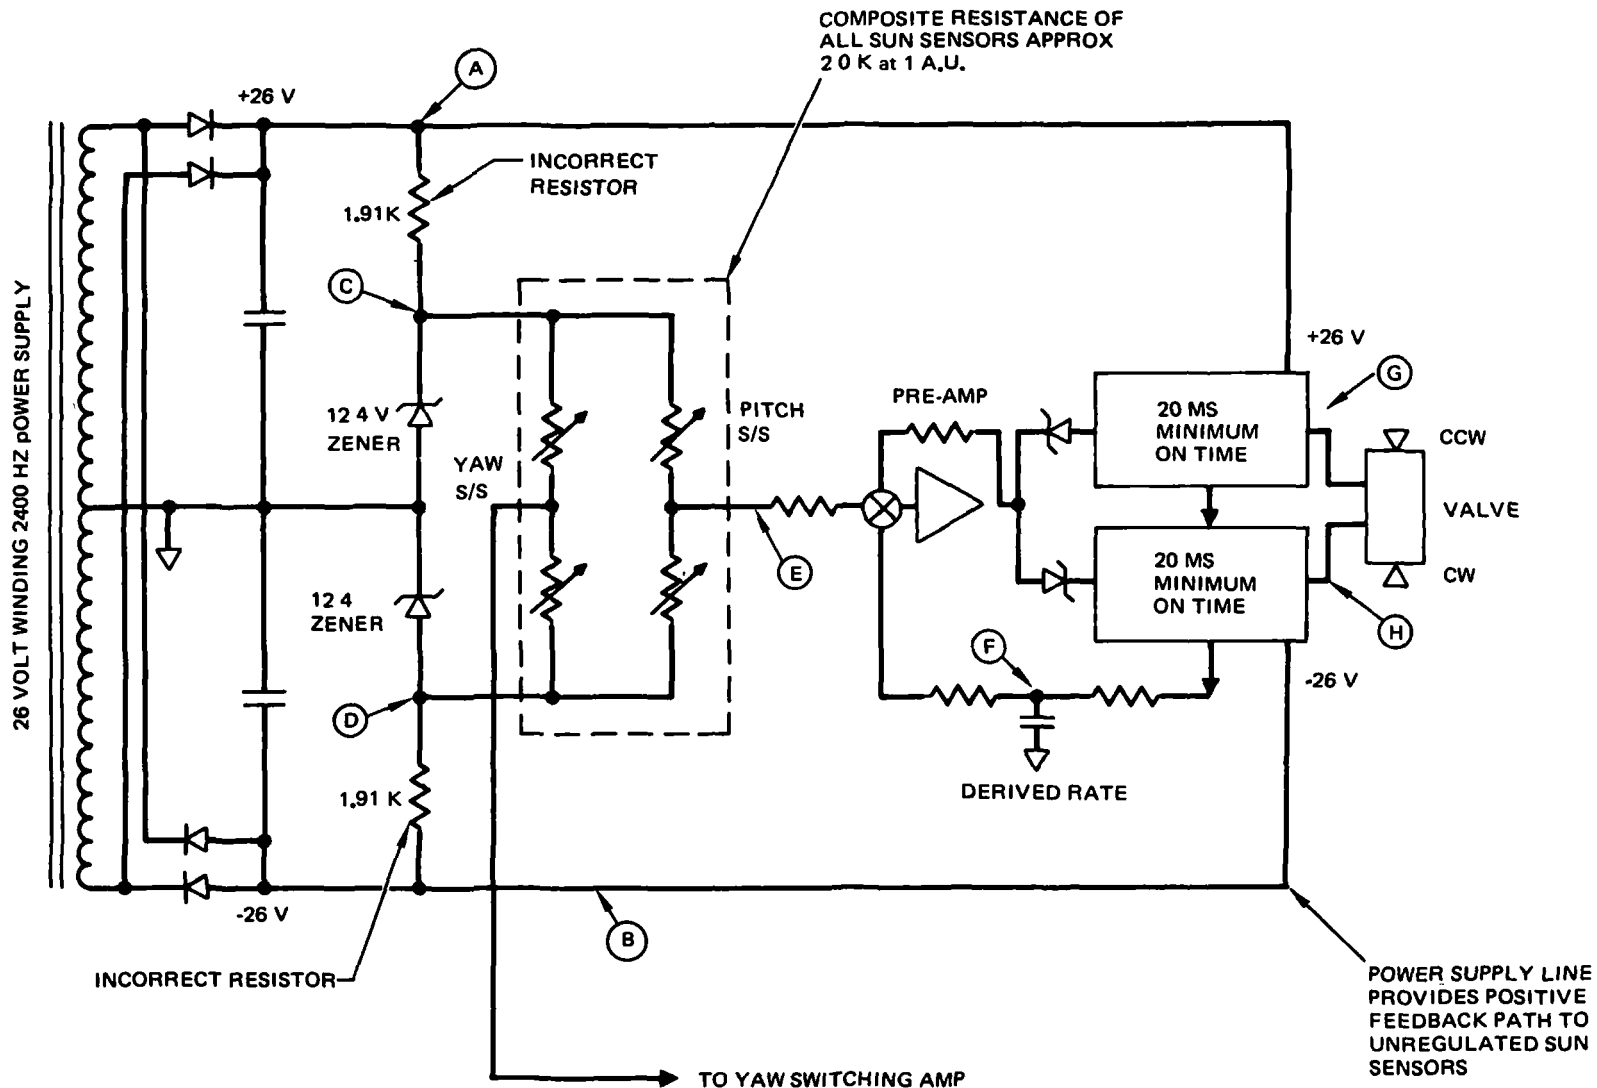 COMPOSITE RESISTANCE OF
ALL SUN SENSORS APPROX
2 0 K at 1 A.U.
A
+26 V
INCORRECT
RESISTOR
1.91K
C
26 VOLT WINDING 2400 HZ pOWER SUPPLY
+26 V
G
PRE-AMP
12 4 V
ZENER
PITCH
S/S
20 MS
MINIMUM
ON TIME
CCW
YAW
S/S
VALVE
E
12 4
ZENER
20 MS
MINIMUM
ON TIME
CW
H
F
D
-26 V
1.91 K
DERIVED RATE
-26 V
B
INCORRECT RESISTOR
POWER SUPPLY LINE
PROVIDES POSITIVE
FEEDBACK PATH TO
UNREGULATED SUN
SENSORS
TO YAW SWITCHING AMP